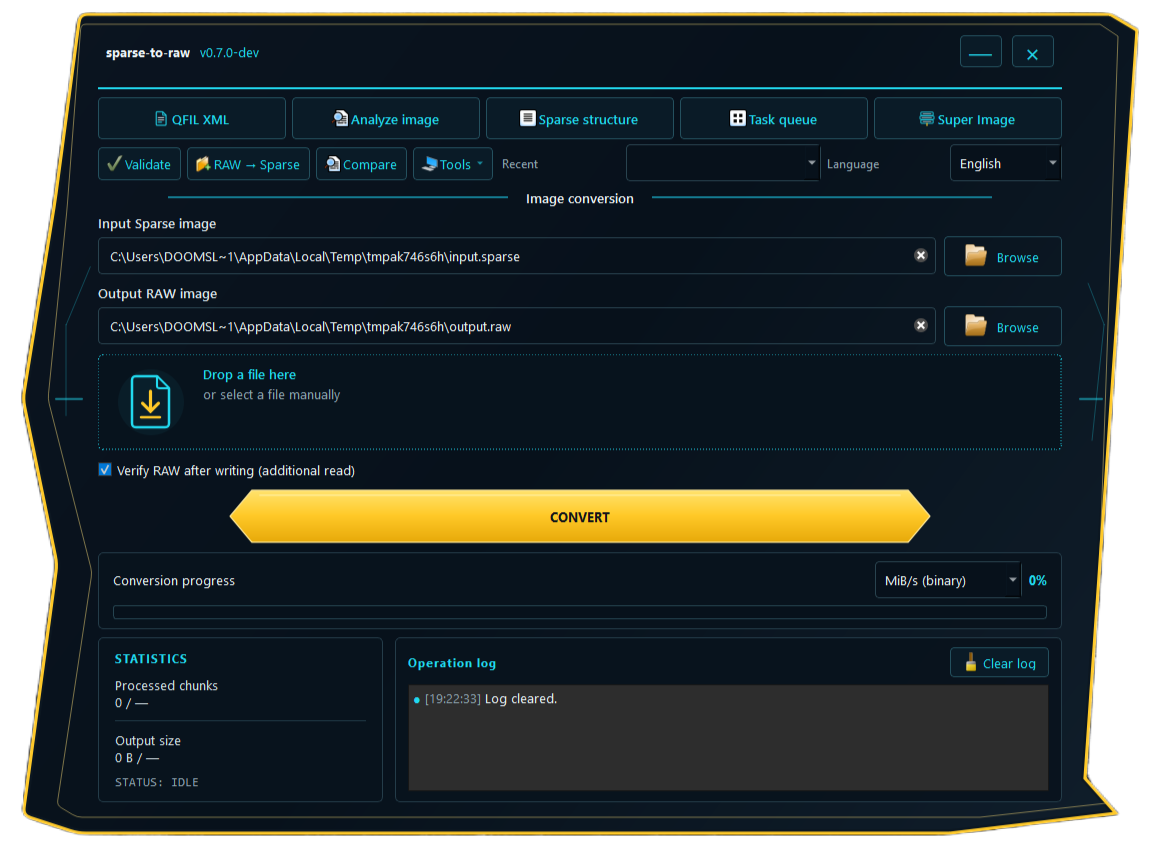 sparse-to-raw v0.7.0-dev
QFIL XML
Analyze image
Sparse structure
Task queue
Super Image
Validate
RAW → Sparse
Compare
Tools
Recent
Language
English
Image conversion
Input Sparse image
C:\Users\DOOMSL~1\AppData\Local\Temp\tmpak746s6h\input.sparse
Browse
Output RAW image
C:\Users\DOOMSL~1\AppData\Local\Temp\tmpak746s6h\output.raw
Browse
Drop a file here
or select a file manually
Verify RAW after writing (additional read)
CONVERT
Conversion progress
MiB/s (binary)
0%
STATISTICS
Processed chunks
0 / —
Output size
0 B / —
STATUS: IDLE
Operation log
Clear log
[19:22:33] Log cleared.